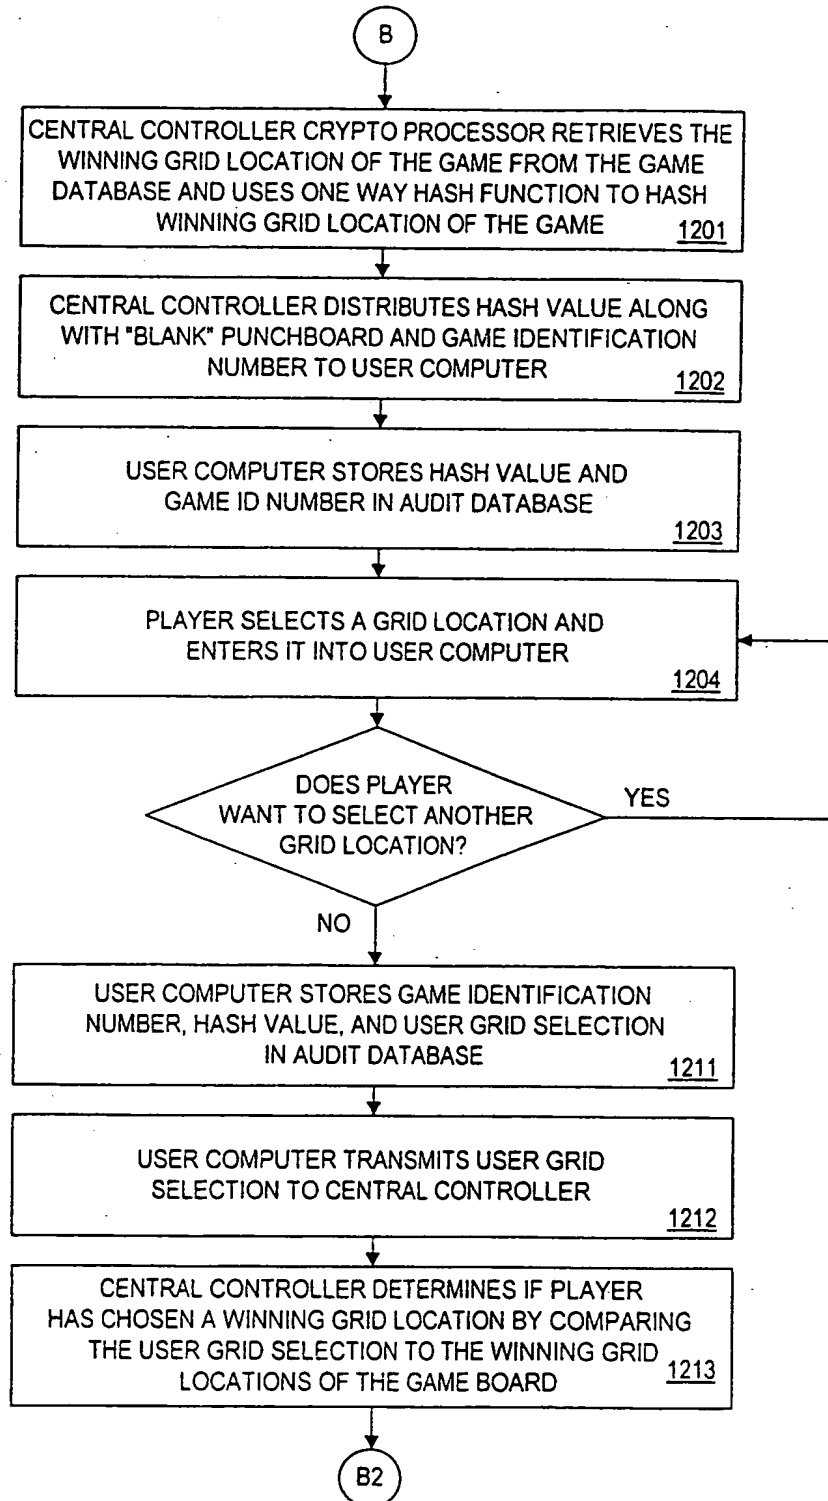 B
CENTRAL CONTROLLER CRYPTO PROCESSOR RETRIEVES THE
WINNING GRID LOCATION OF THE GAME FROM THE GAME
DATABASE AND USES ONE WAY HASH FUNCTION TO HASH
WINNING GRID LOCATION OF THE GAME
1201
CENTRAL CONTROLLER DISTRIBUTES HASH VALUE ALONG
WITH "BLANK" PUNCHBOARD AND GAME IDENTIFICATION
NUMBER TO USER COMPUTER
1202
USER COMPUTER STORES HASH VALUE AND
GAME ID NUMBER IN AUDIT DATABASE
1203
PLAYER SELECTS A GRID LOCATION AND
ENTERS IT INTO USER COMPUTER
1204
DOES PLAYER
WANT TO SELECT ANOTHER
GRID LOCATION?
YES
NO
USER COMPUTER STORES GAME IDENTIFICATION
NUMBER, HASH VALUE, AND USER GRID SELECTION
IN AUDIT DATABASE
1211
USER COMPUTER TRANSMITS USER GRID
SELECTION TO CENTRAL CONTROLLER
1212
CENTRAL CONTROLLER DETERMINES IF PLAYER
HAS CHOSEN A WINNING GRID LOCATION BY COMPARING
THE USER GRID SELECTION TO THE WINNING GRID
LOCATIONS OF THE GAME BOARD
1213
B2